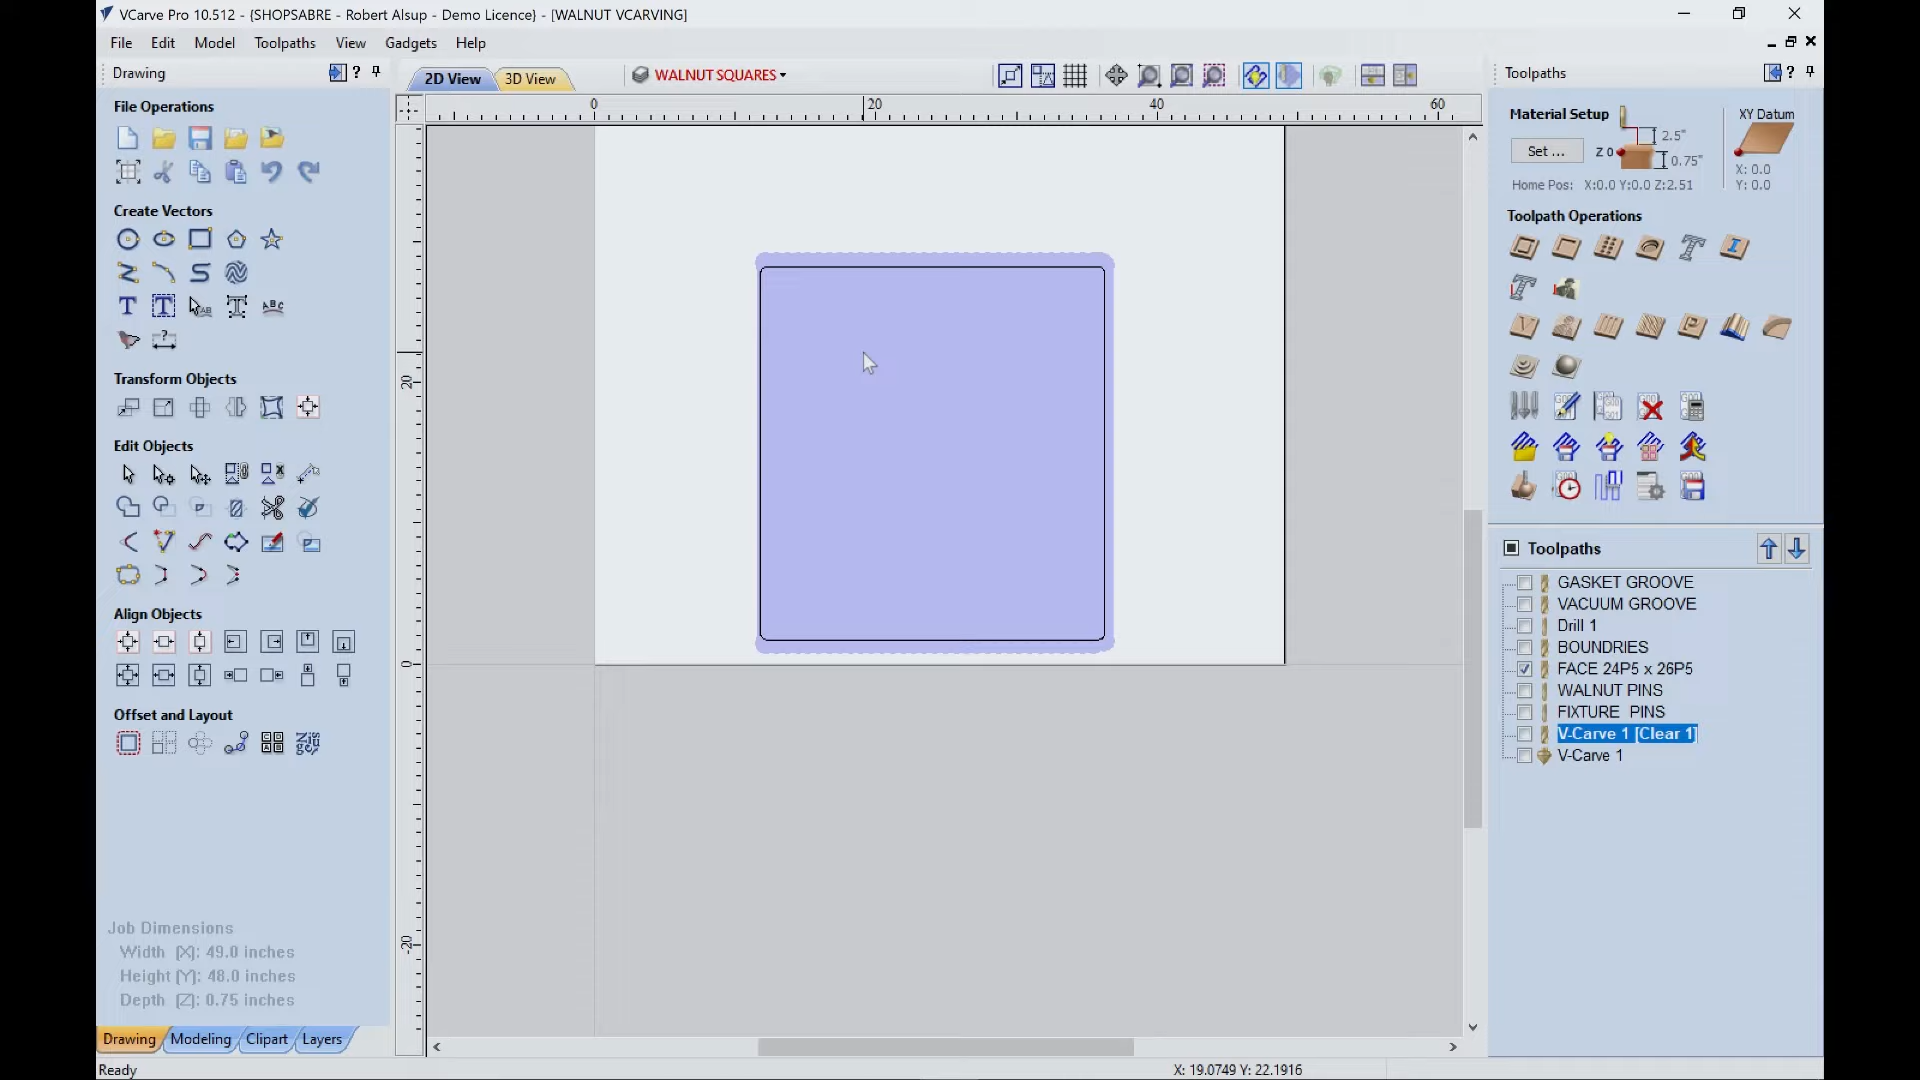 VCarve Pro 10.512 - {SHOPSABRE - Robert Alsup - Demo Licence} - [WALNUT VCARVING]
File Edit Model Toolpaths View Gadgets Help
Drawing
2D View 3D View WALNUT SQUARES
Toolpaths
File Operations
Create Vectors
Transform Objects
Edit Objects
Align Objects
Offset and Layout
Job Dimensions
Width (X): 49.0 inches
Height (Y): 48.0 inches
Depth (Z): 0.75 inches
Drawing Modeling Clipart Layers
Ready
0 20 40 60
20
0
-20
Material Setup
Set ...
Z 0
2.5"
0.75"
XY Datum
X: 0.0
Y: 0.0
Home Pos: X:0.0 Y:0.0 Z:2.51
Toolpath Operations
Toolpaths
GASKET GROOVE
VACUUM GROOVE
Drill 1
BOUNDRIES
FACE 24P5 x 26P5
WALNUT PINS
FIXTURE PINS
V-Carve 1 [Clear 1]
V-Carve 1
X: 19.0749 Y: 22.1916